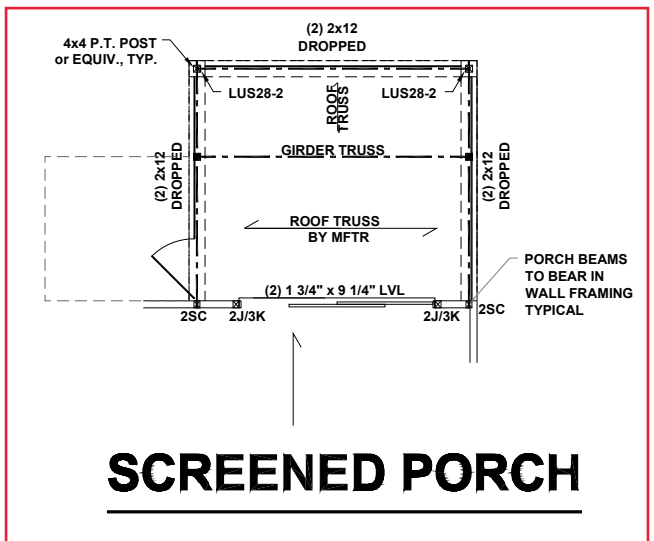 (2) 2x12
DROPPED
4x4 P.T. POST
or EQUIV., TYP.
LUS28-2
LUS28-2
ROOF
TRUSS
GIRDER TRUSS
(2) 2x12
DROPPED
(2) 2x12
DROPPED
ROOF TRUSS
BY MFTR
PORCH BEAMS
TO BEAR IN
WALL FRAMING
TYPICAL
(2) 1 3/4" x 9 1/4" LVL
2SC
2J/3K
2J/3K
2SC
SCREENED PORCH